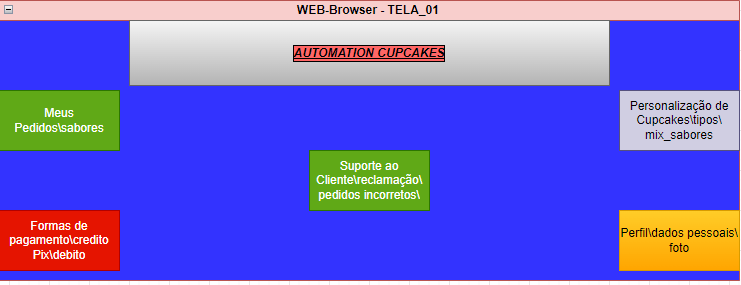 WEB-Browser - TELA_01
AUTOMATION CUPCAKES
Meus
Pedidos\sabores
Personalização de
Cupcakes\tipos\
mix_sabores
Suporte ao
Cliente\reclamação\
pedidos incorretos\
Formas de
pagamento\credito
Pix\debito
Perfil\dados pessoais\
foto